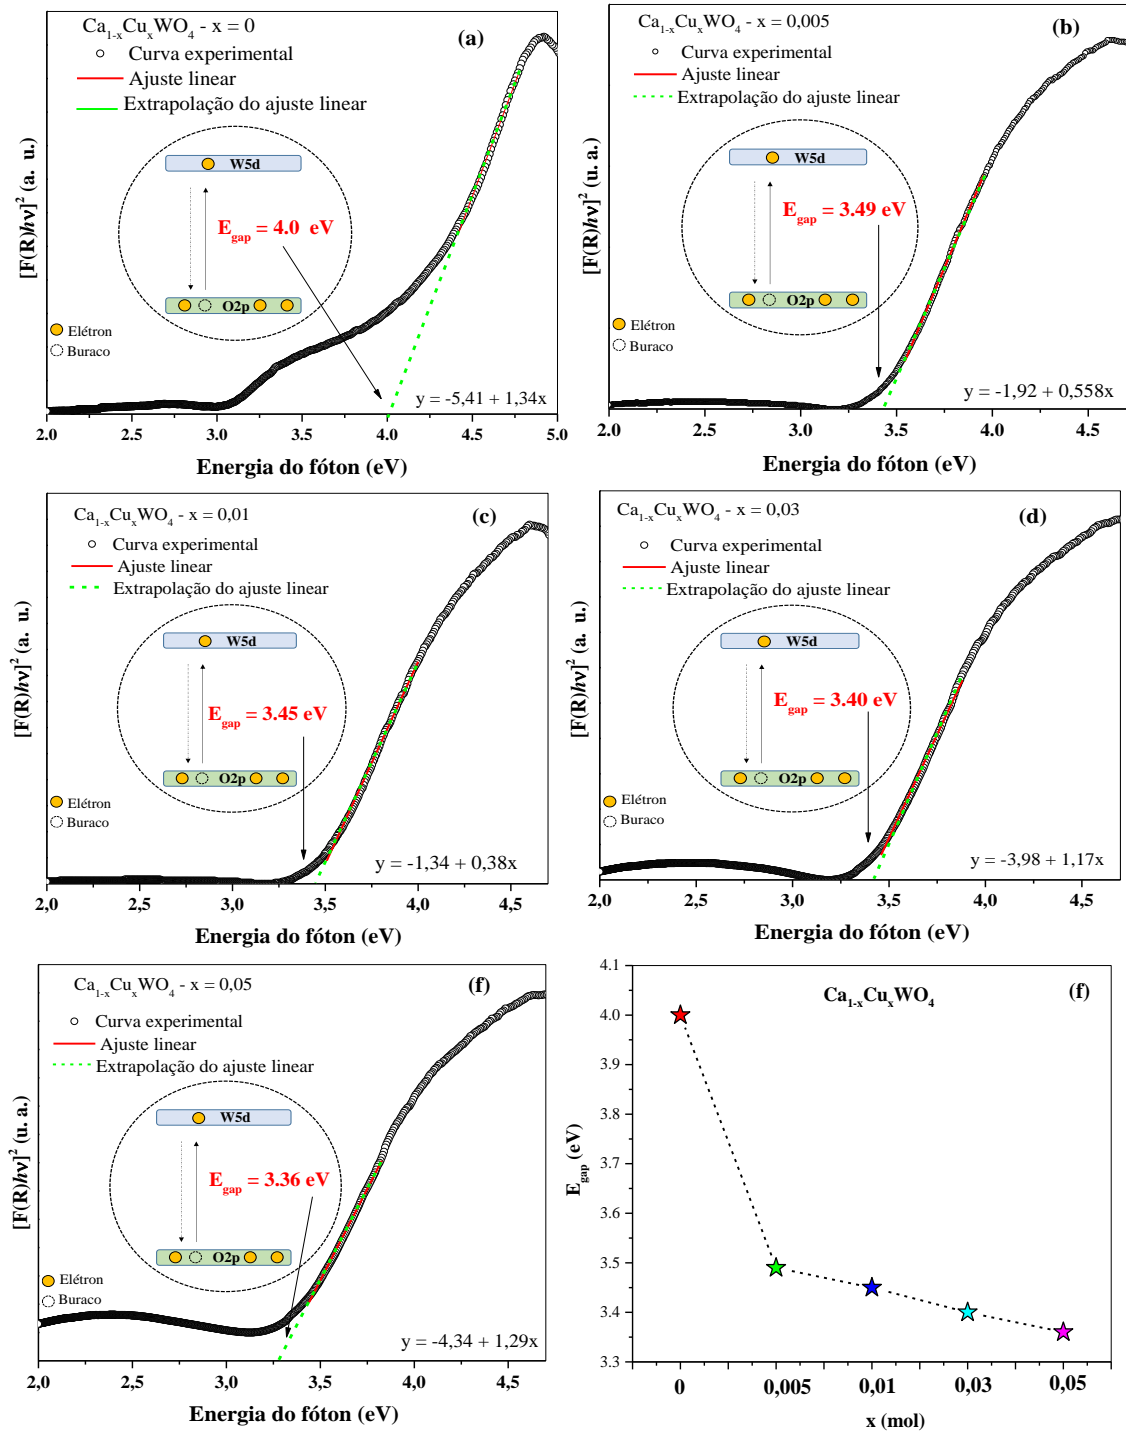 Ca1-xCuxWO4 - x = 0
(a)
Curva experimental
Ajuste linear
Extrapolação do ajuste linear
W5d
Egap = 4.0 eV
O2p
Elétron
Buraco
y = -5,41 + 1,34x
[F(R)hν]2 (a. u.)
2.0 2.5 3.0 3.5 4.0 4.5 5.0
Energia do fóton (eV)
Ca1-xCuxWO4 - x = 0,005
(b)
Curva experimental
Ajuste linear
Extrapolação do ajuste linear
W5d
Egap = 3.49 eV
O2p
Elétron
Buraco
y = -1,92 + 0,558x
[F(R)hν]2 (u. a.)
2.0 2.5 3.0 3.5 4.0 4.5
Energia do fóton (eV)
Ca1-xCuxWO4 - x = 0,01
(c)
Curva experimental
Ajuste linear
Extrapolação do ajuste linear
W5d
Egap = 3.45 eV
O2p
Elétron
Buraco
y = -1,34 + 0,38x
[F(R)hν]2 (a. u.)
2,0 2,5 3,0 3,5 4,0 4,5
Energia do fóton (eV)
Ca1-xCuxWO4 - x = 0,03
(d)
Curva experimental
Ajuste linear
Extrapolação do ajuste linear
W5d
Egap = 3.40 eV
O2p
Elétron
Buraco
y = -3,98 + 1,17x
[F(R)hν]2 (u. a.)
2,0 2,5 3,0 3,5 4,0 4,5
Energia do fóton (eV)
Ca1-xCuxWO4 - x = 0,05
(f)
Curva experimental
Ajuste linear
Extrapolação do ajuste linear
W5d
Egap = 3.36 eV
O2p
Elétron
Buraco
y = -4,34 + 1,29x
[F(R)hν]2 (u. a.)
2,0 2,5 3,0 3,5 4,0 4,5
Energia do fóton (eV)
Ca1-xCuxWO4
(f)
4.1
4.0
3.9
3.8
3.7
3.6
3.5
3.4
3.3
Egap (eV)
0 0,005 0,01 0,03 0,05
x (mol)